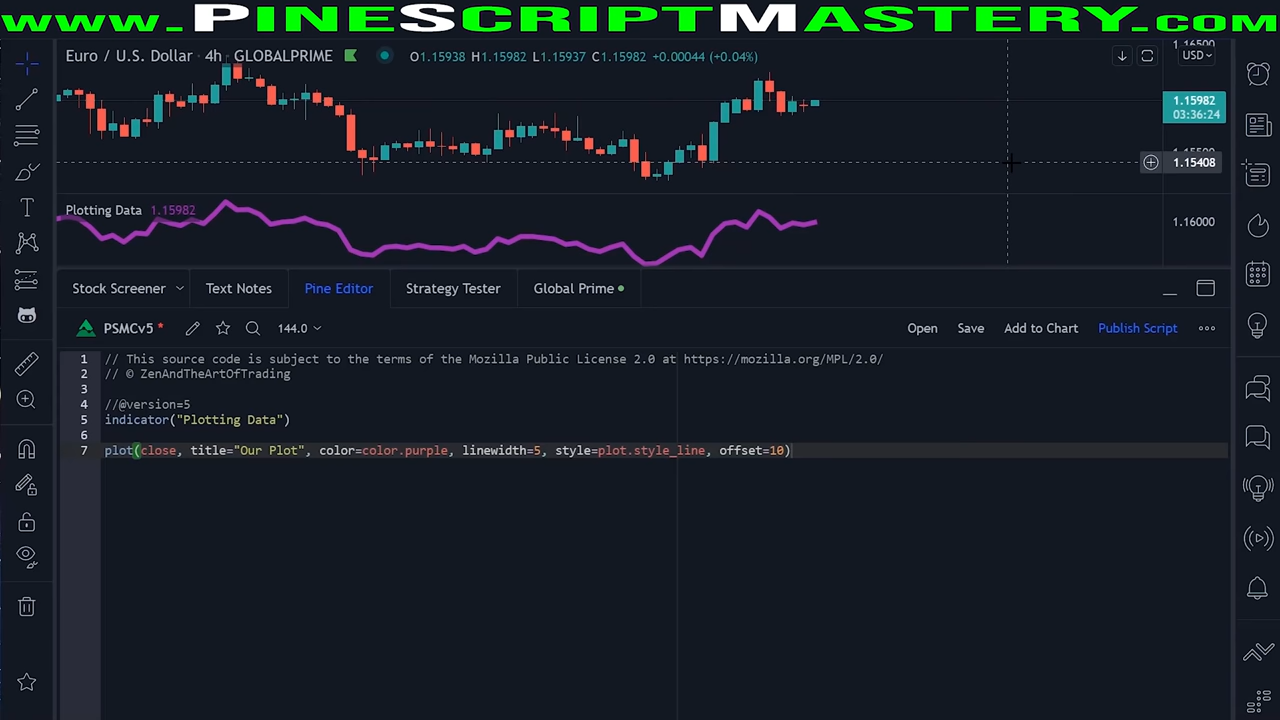 www.PineScriptMastery.com
Euro / U.S. Dollar 4h GLOBALPRIME O1.15938 H1.15982 L1.15937 C1.15982 +0.00044 (+0.04%)
1.16500
USD
1.15982
03:36:24
1.15500
1.15408
Plotting Data 1.15982
1.16000
Stock Screener Text Notes Pine Editor Strategy Tester Global Prime
PSMCv5 * 144.0 Open Save Add to Chart Publish Script
1 // This source code is subject to the terms of the Mozilla Public License 2.0 at https://mozilla.org/MPL/2.0/
2 // © ZenAndTheArtOfTrading
3
4 //@version=5
5 indicator("Plotting Data")
6
7 plot(close, title="Our Plot", color=color.purple, linewidth=5, style=plot.style_line, offset=10)